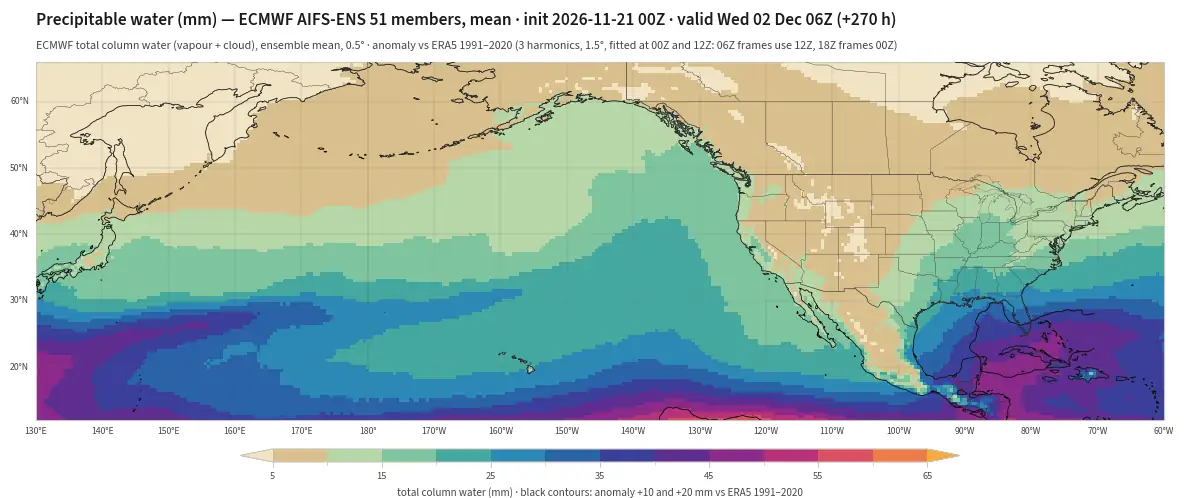 Precipitable water (mm) — ECMWF AIFS-ENS 51 members, mean · init 2026-11-21 00Z · valid Wed 02 Dec 06Z (+270 h)
ECMWF total column water (vapour + cloud), ensemble mean, 0.5° · anomaly vs ERA5 1991–2020 (3 harmonics, 1.5°, fitted at 00Z and 12Z: 06Z frames use 12Z, 18Z frames 00Z)
60°N
50°N
40°N
30°N
20°N
130°E 140°E 150°E 160°E 170°E 180° 170°W 160°W 150°W 140°W 130°W 120°W 110°W 100°W 90°W 80°W 70°W 60°W
5 15 25 35 45 55 65
total column water (mm) · black contours: anomaly +10 and +20 mm vs ERA5 1991–2020